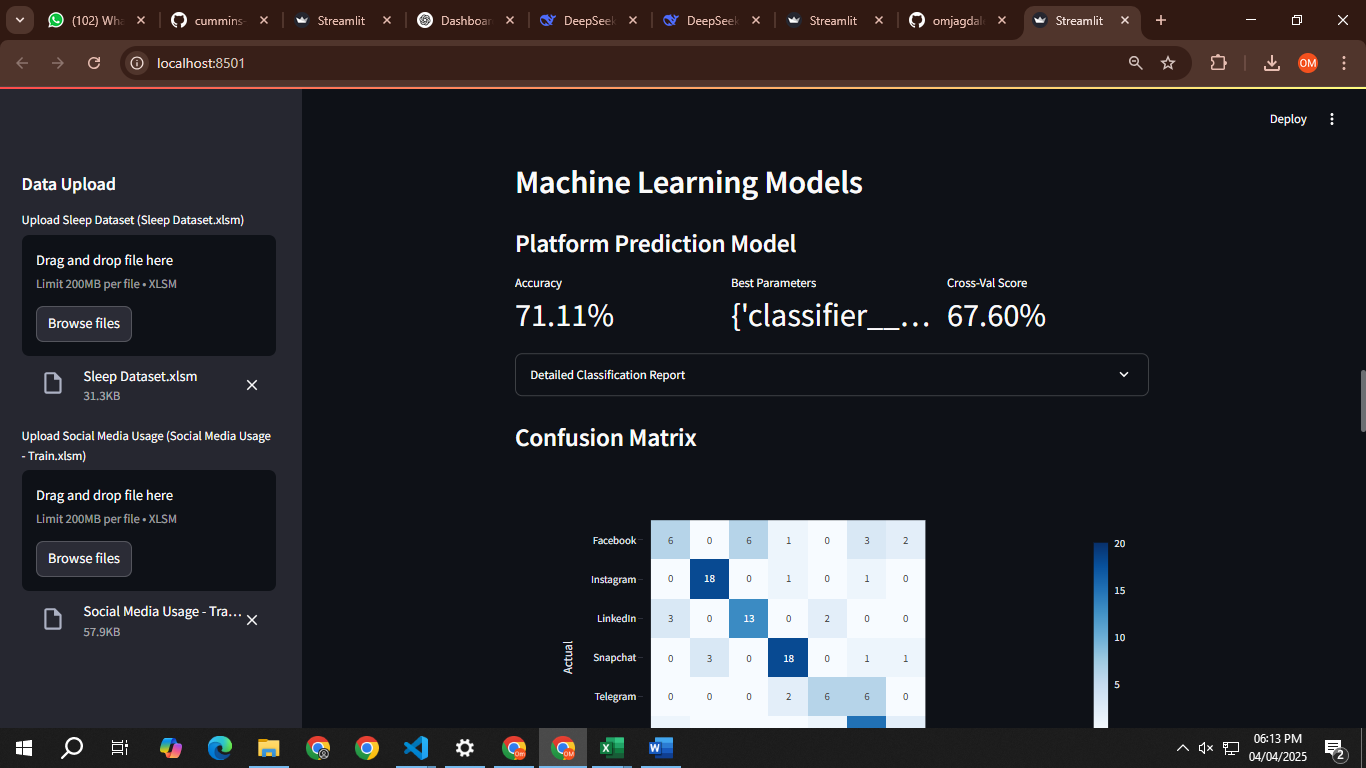 (102) Wha
cummins-
Streamlit
Dashboar
DeepSeek
DeepSeek
Streamlit
omjagdale
Streamlit
localhost:8501
OM
Deploy
Data Upload
Upload Sleep Dataset (Sleep Dataset.xlsm)
Drag and drop file here
Limit 200MB per file • XLSM
Browse files
Sleep Dataset.xlsm
31.3KB
Upload Social Media Usage (Social Media Usage
- Train.xlsm)
Drag and drop file here
Limit 200MB per file • XLSM
Browse files
Social Media Usage - Tra...
57.9KB
Machine Learning Models
Platform Prediction Model
Accuracy Best Parameters Cross-Val Score
71.11% {'classifier__... 67.60%
Detailed Classification Report
Confusion Matrix
Facebook 6 0 6 1 0 3 2
Instagram 0 18 0 1 0 1 0
LinkedIn 3 0 13 0 2 0 0
Snapchat 0 3 0 18 0 1 1
Telegram 0 0 0 2 6 6 0
Actual
20
15
10
5
06:13 PM
04/04/2025
2